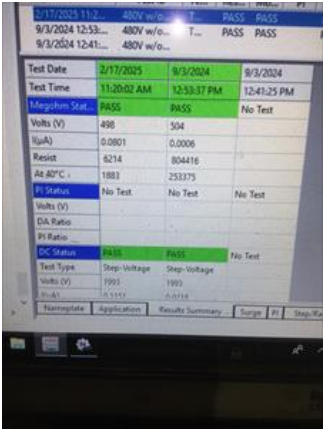 2/17/2025 11:2... 480V w/o... T... PASS PASS
9/3/2024 12:53:... 480V w/o... T... PASS PASS
9/3/2024 12:41:... 480V w/o...
Test Date 2/17/2025 9/3/2024 9/3/2024
Test Time 11:20:02 AM 12:53:37 PM 12:41:25 PM
Megohm Stat... PASS PASS No Test
Volts (V) 498 504
I(µA) 0.0801 0.0006
Resist 6214 804416
At 40°C 1883 253375
PI Status No Test No Test No Test
Volts (V)
DA Ratio
PI Ratio
DC Status PASS PASS No Test
Test Type Step-Voltage Step-Voltage
Volts (V) 1993 1993
I(µA)
Nameplate Application Results Summary Surge PI Step/Ra